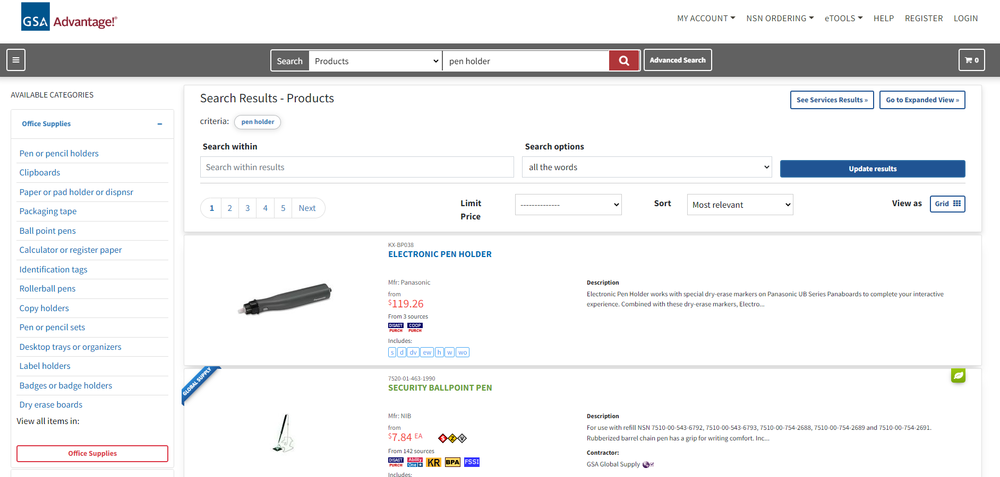 GSA Advantage!®
MY ACCOUNT
NSN ORDERING
eTOOLS
HELP
REGISTER
LOGIN
Search
Products
pen holder
Advanced Search
0
AVAILABLE CATEGORIES
Office Supplies
Pen or pencil holders
Clipboards
Paper or pad holder or dispnsr
Packaging tape
Ball point pens
Calculator or register paper
Identification tags
Rollerball pens
Copy holders
Pen or pencil sets
Desktop trays or organizers
Label holders
Badges or badge holders
Dry erase boards
View all items in:
Office Supplies
Search Results - Products
See Services Results »
Go to Expanded View »
criteria:
pen holder
Search within
Search within results
Search options
all the words
Update results
1 2 3 4 5 Next
Limit
Price
--------------
Sort
Most relevant
View as
Grid
KX-BP038
ELECTRONIC PEN HOLDER
Mfr: Panasonic
from
$119.26
From 3 sources
DISAST PURCH
COOP PURCH
Includes:
s d dv ew h w wo
Description
Electronic Pen Holder works with special dry-erase markers on Panasonic UB Series Panaboards to complete your interactive
experience. Combined with these dry-erase markers, Electro...
GLOBAL SUPPLY
7520-01-463-1990
SECURITY BALLPOINT PEN
Mfr: NIB
from
$7.84 EA
S Z V
From 142 sources
DISAST PURCH
Ability One
KR
BPA
FSSI
Includes:
Description
For use with refill NSN 7510-00-543-6792, 7510-00-543-6793, 7510-00-754-2688, 7510-00-754-2689 and 7510-00-754-2691.
Rubberized barrel chain pen has a grip for writing comfort. Inc...
Contractor:
GSA Global Supply